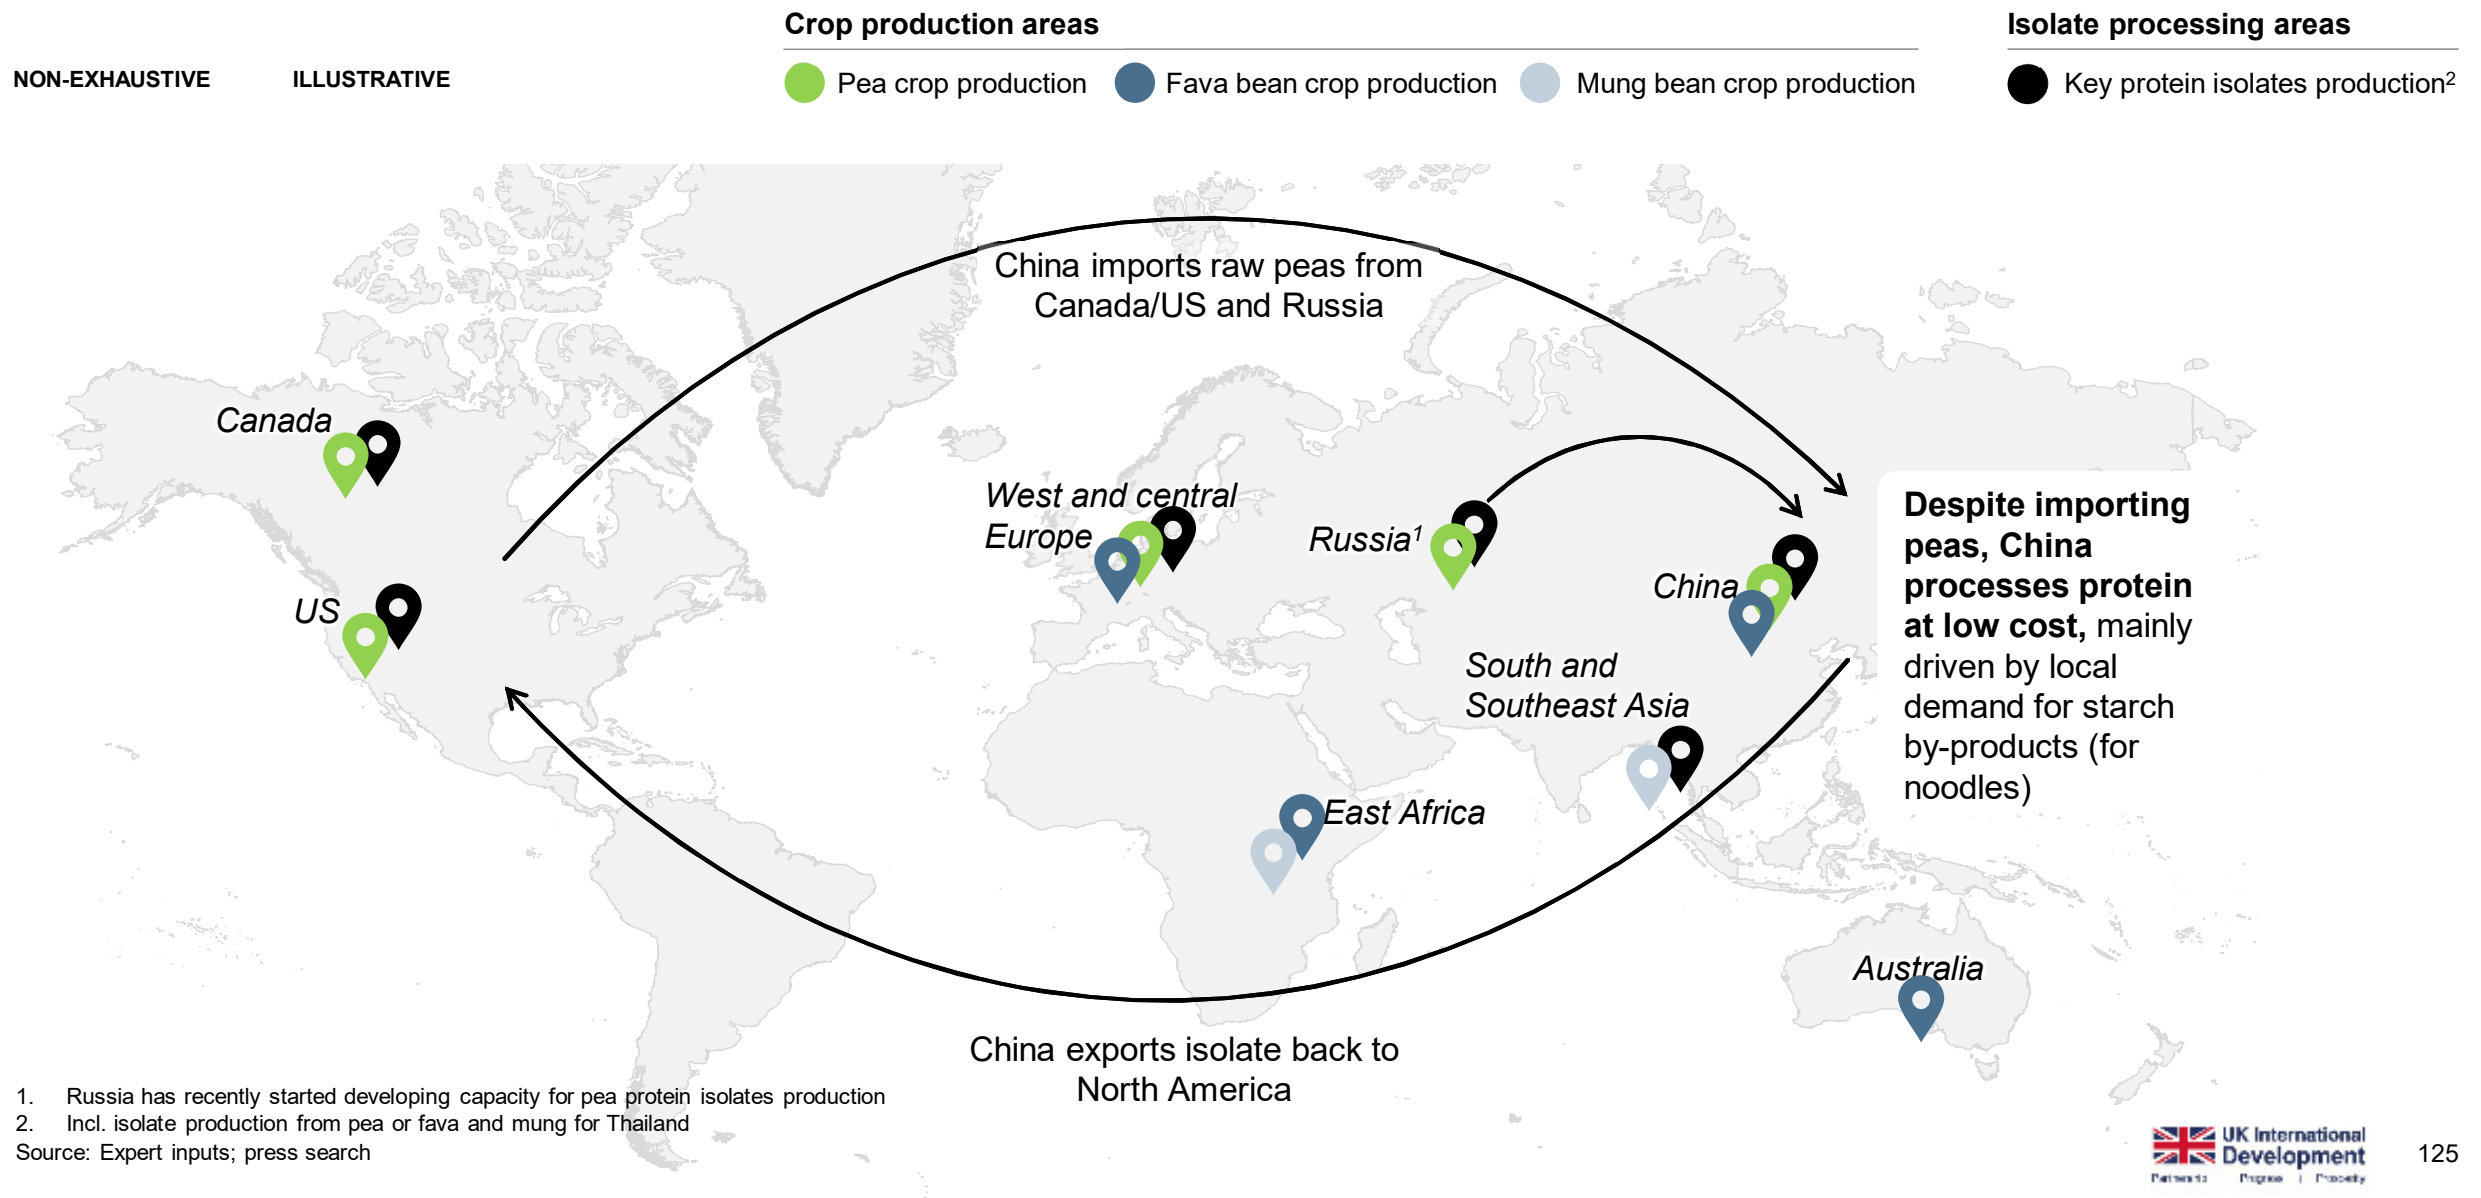 Crop production areas
Isolate processing areas
NON-EXHAUSTIVE
ILLUSTRATIVE
Pea crop production
Fava bean crop production
Mung bean crop production
Key protein isolates production2
China imports raw peas from
Canada/US and Russia
Canada
West and central
Europe
Russia1
China
US
South and
Southeast Asia
East Africa
Australia
Despite importing
peas, China
processes protein
at low cost, mainly
driven by local
demand for starch
by-products (for
noodles)
China exports isolate back to
North America
1. Russia has recently started developing capacity for pea protein isolates production
2. Incl. isolate production from pea or fava and mung for Thailand
Source: Expert inputs; press search
UK International
Development
Progress | Prosperity
125